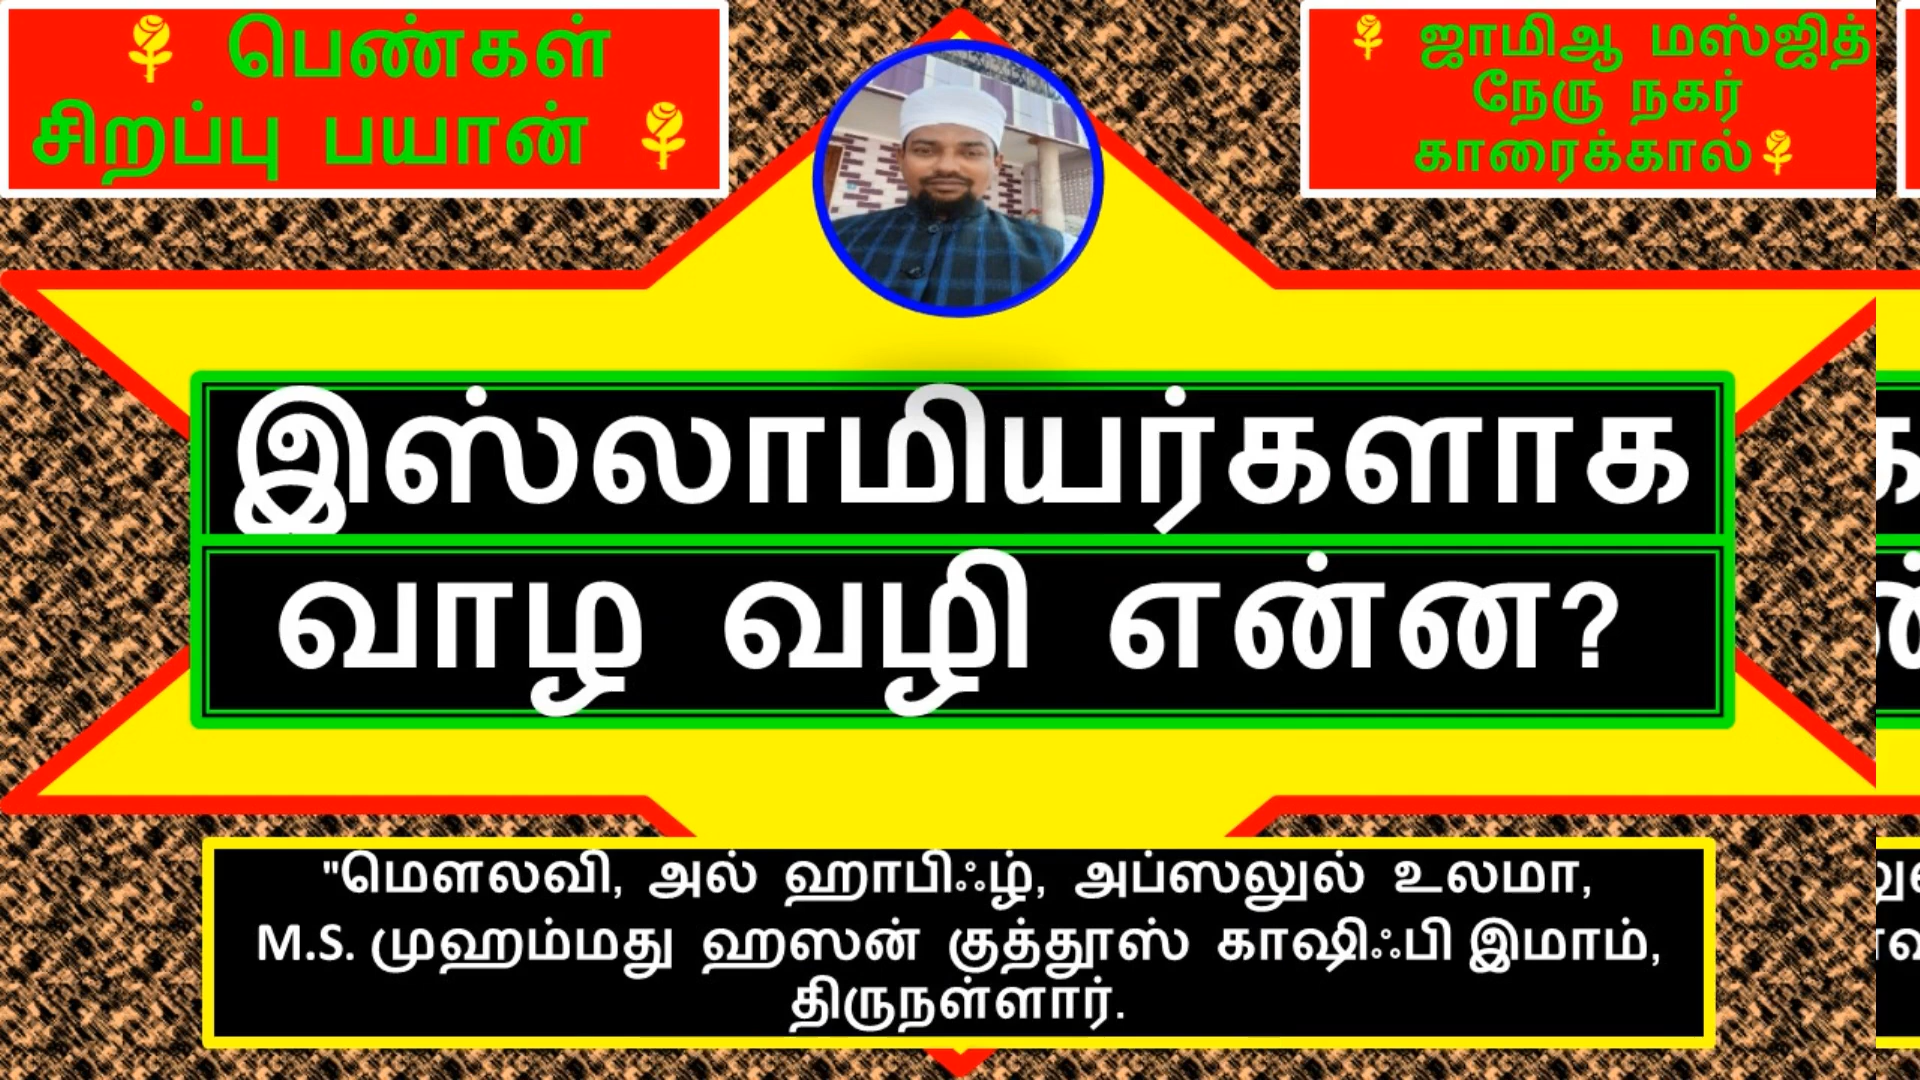 பெண்கள்
சிறப்பு பயான்
ஜாமிஆ மஸ்ஜித்
நேரு நகர்
காரைக்கால்
இஸ்லாமியர்களாக
வாழ வழி என்ன?
"மௌலவி, அல் ஹாபிஃழ், அப்ஸலுல் உலமா,
M.S. முஹம்மது ஹஸன் குத்தூஸ் காஷிஃபி இமாம்,
திருநள்ளார்.